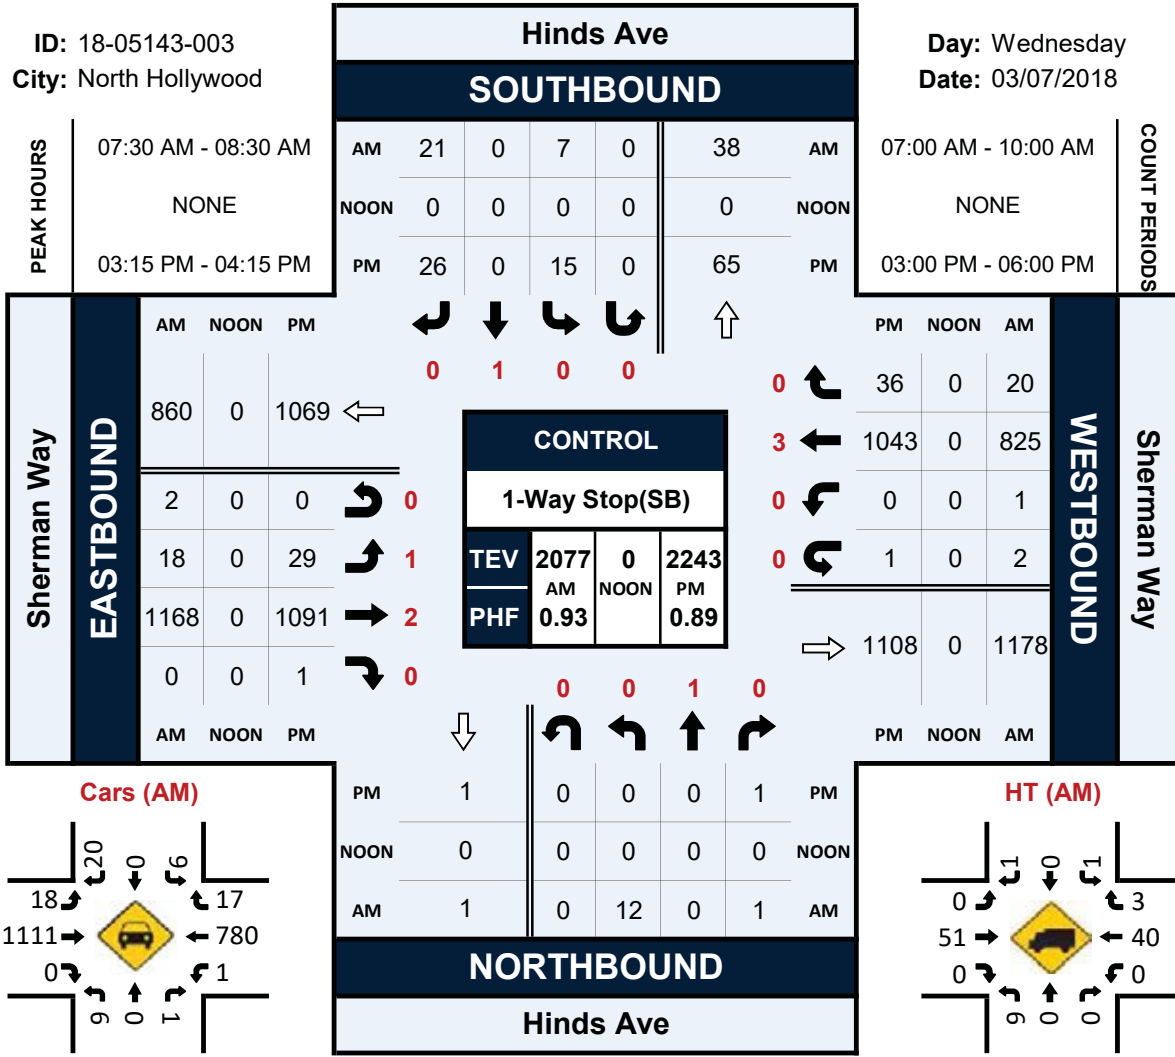 Hinds Ave
ID: 18-05143-003
Day: Wednesday
City: North Hollywood
Date: 03/07/2018
SOUTHBOUND
PEAK HOURS
07:30 AM - 08:30 AM
NONE
03:15 PM - 04:15 PM
AM 21 0 7 0 38 AM
NOON 0 0 0 0 0 NOON
PM 26 0 15 0 65 PM
07:00 AM - 10:00 AM
NONE
03:00 PM - 06:00 PM
COUNT PERIODS
0 1 0 0
Sherman Way
EASTBOUND
AM NOON PM
860 0 1069
2 0 0 0
18 0 29 1
1168 0 1091 2
0 0 1 0
AM NOON PM
CONTROL
1-Way Stop(SB)
TEV 2077 0 2243
AM NOON PM
PHF 0.93 0.89
PM NOON AM
0 36 0 20
3 1043 0 825
0 0 0 1
0 1 0 2
1108 0 1178
PM NOON AM
WESTBOUND
Sherman Way
0 0 1 0
PM 1 0 0 0 1 PM
NOON 0 0 0 0 0 NOON
AM 1 0 12 0 1 AM
NORTHBOUND
Hinds Ave
Cars (AM)
20 0 6
18 17
1111 780
0 1
6 0 1
HT (AM)
1 0 1
0 3
51 40
0 0
6 0 0